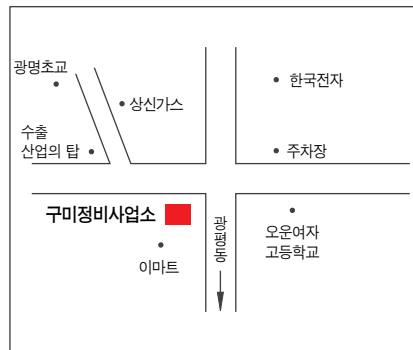 광명초교
한국전자
상신가스
수출
산업의 탑
주차장
구미정비사업소
광평동
오운여자
고등학교
이마트